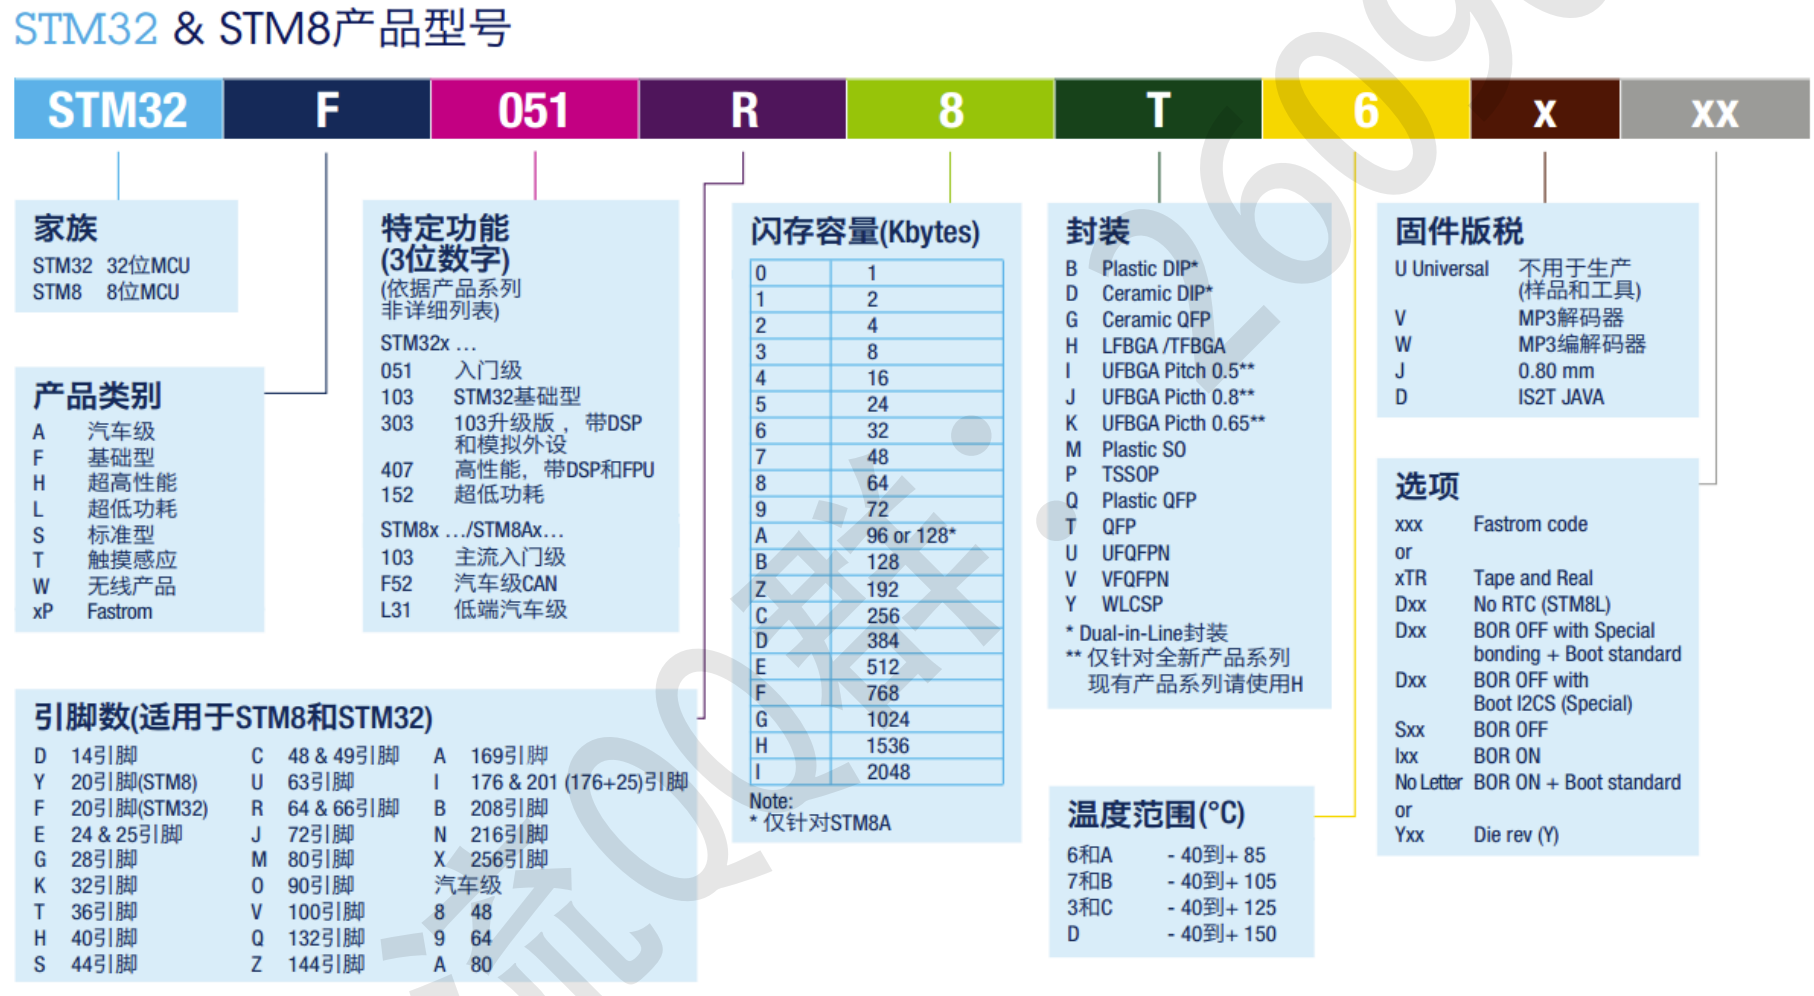 STM32 & STM8产品型号
STM32 F 051 R 8 T 6 x xx
家族
STM32 32位MCU
STM8 8位MCU
产品类别
A 汽车级
F 基础型
H 超高性能
L 超低功耗
S 标准型
T 触摸感应
W 无线产品
xP Fastrom
特定功能
(3位数字)
(依据产品系列
非详细列表)
STM32x ...
051 入门级
103 STM32基础型
303 103升级版，带DSP
和模拟外设
407 高性能, 带DSP和FPU
152 超低功耗
STM8x .../STM8Ax...
103 主流入门级
F52 汽车级CAN
L31 低端汽车级
引脚数(适用于STM8和STM32)
D 14引脚 C 48 & 49引脚 A 169引脚
Y 20引脚(STM8) U 63引脚 I 176 & 201 (176+25)引脚
F 20引脚(STM32) R 64 & 66引脚 B 208引脚
E 24 & 25引脚 J 72引脚 N 216引脚
G 28引脚 M 80引脚 X 256引脚
K 32引脚 O 90引脚 汽车级
T 36引脚 V 100引脚 8 48
H 40引脚 Q 132引脚 9 64
S 44引脚 Z 144引脚 A 80
闪存容量(Kbytes)
0 1
1 2
2 4
3 8
4 16
5 24
6 32
7 48
8 64
9 72
A 96 or 128*
B 128
Z 192
C 256
D 384
E 512
F 768
G 1024
H 1536
I 2048
Note:
* 仅针对STM8A
封装
B Plastic DIP*
D Ceramic DIP*
G Ceramic QFP
H LFBGA /TFBGA
I UFBGA Pitch 0.5**
J UFBGA Picth 0.8**
K UFBGA Picth 0.65**
M Plastic SO
P TSSOP
Q Plastic QFP
T QFP
U UFQFPN
V VFQFPN
Y WLCSP
* Dual-in-Line封装
** 仅针对全新产品系列
现有产品系列请使用H
温度范围(°C)
6和A - 40到+ 85
7和B - 40到+ 105
3和C - 40到+ 125
D - 40到+ 150
固件版税
U Universal 不用于生产
(样品和工具)
V MP3解码器
W MP3编解码器
J 0.80 mm
D IS2T JAVA
选项
xxx Fastrom code
or
xTR Tape and Real
Dxx No RTC (STM8L)
Dxx BOR OFF with Special
bonding + Boot standard
Dxx BOR OFF with
Boot I2CS (Special)
Sxx BOR OFF
Ixx BOR ON
No Letter BOR ON + Boot standard
or
Yxx Die rev (Y)
流QQ群：2609